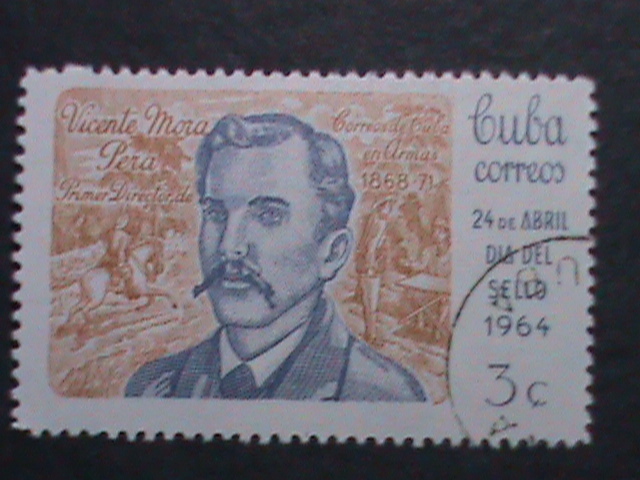 Vicente Mora
Pera
Primer Director de
Correos de Cuba
en Armas
1868-71
Cuba
correos
24 DE ABRIL
DIA DEL
SELLO
1964
3 c